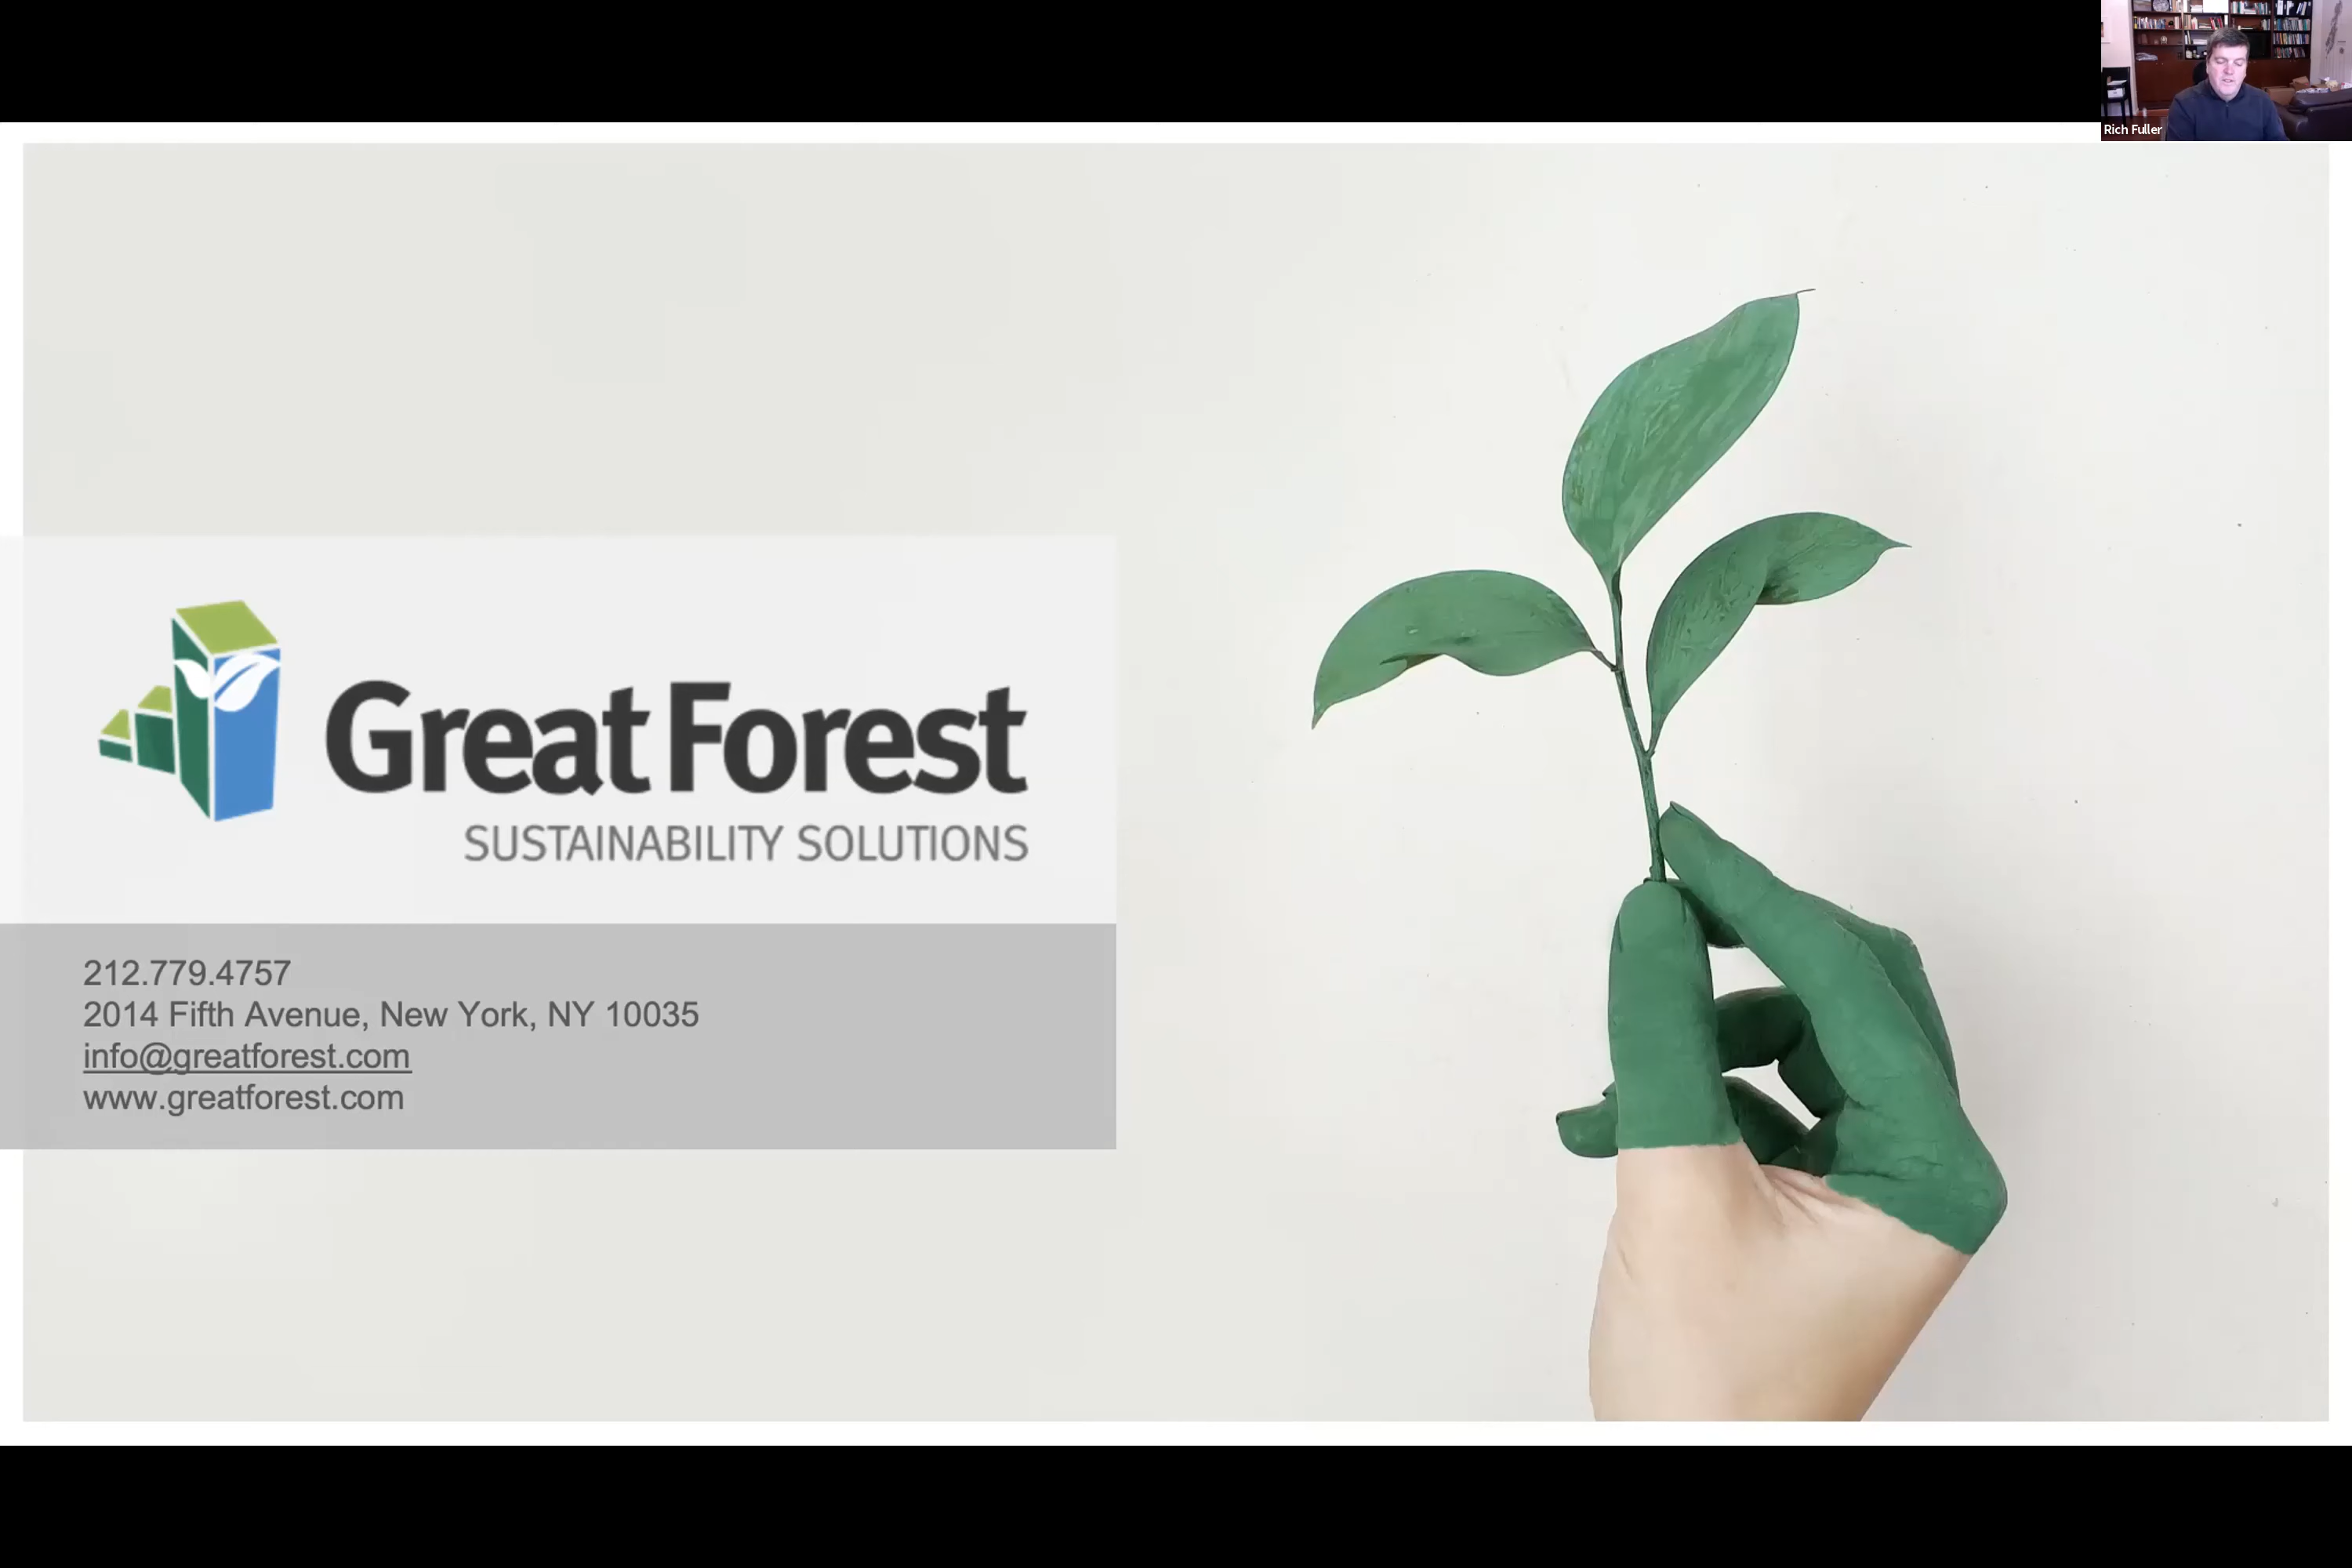 Rich Fuller
Great Forest
SUSTAINABILITY SOLUTIONS
212.779.4757
2014 Fifth Avenue, New York, NY 10035
info@greatforest.com
www.greatforest.com